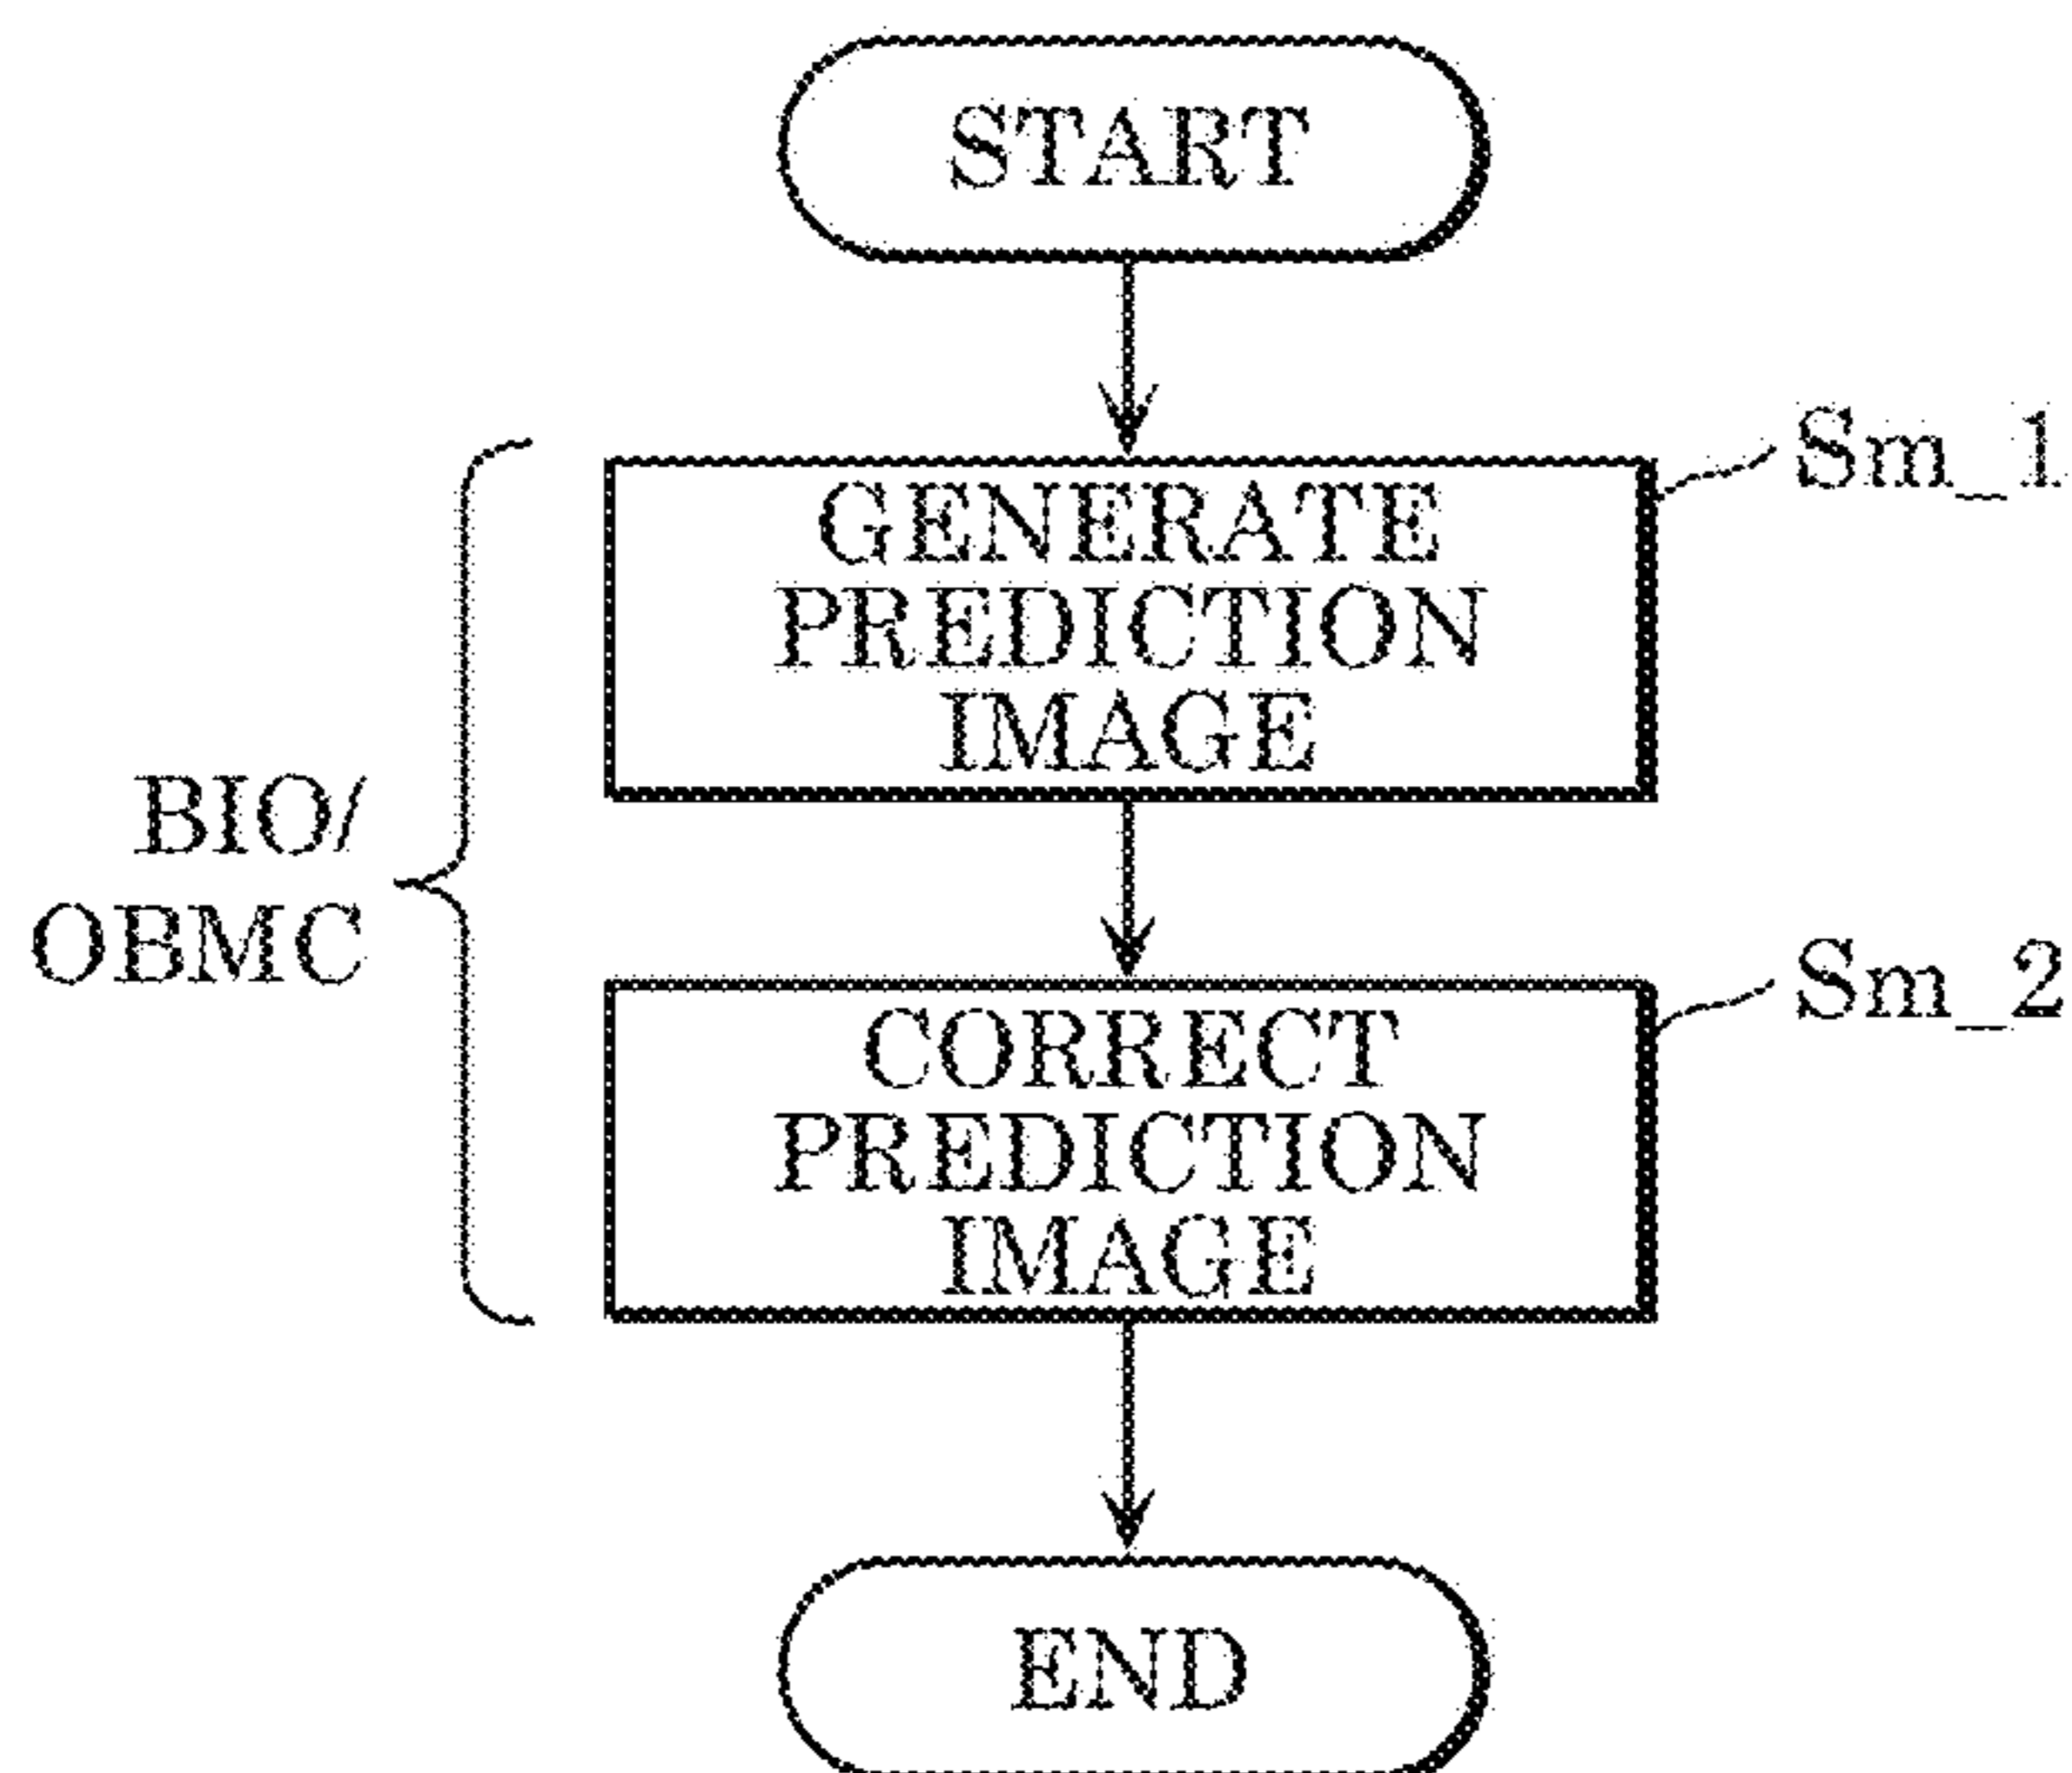 START
Sm_1
GENERATE
PREDICTION
IMAGE
BIO/
OBMC
Sm_2
CORRECT
PREDICTION
IMAGE
END